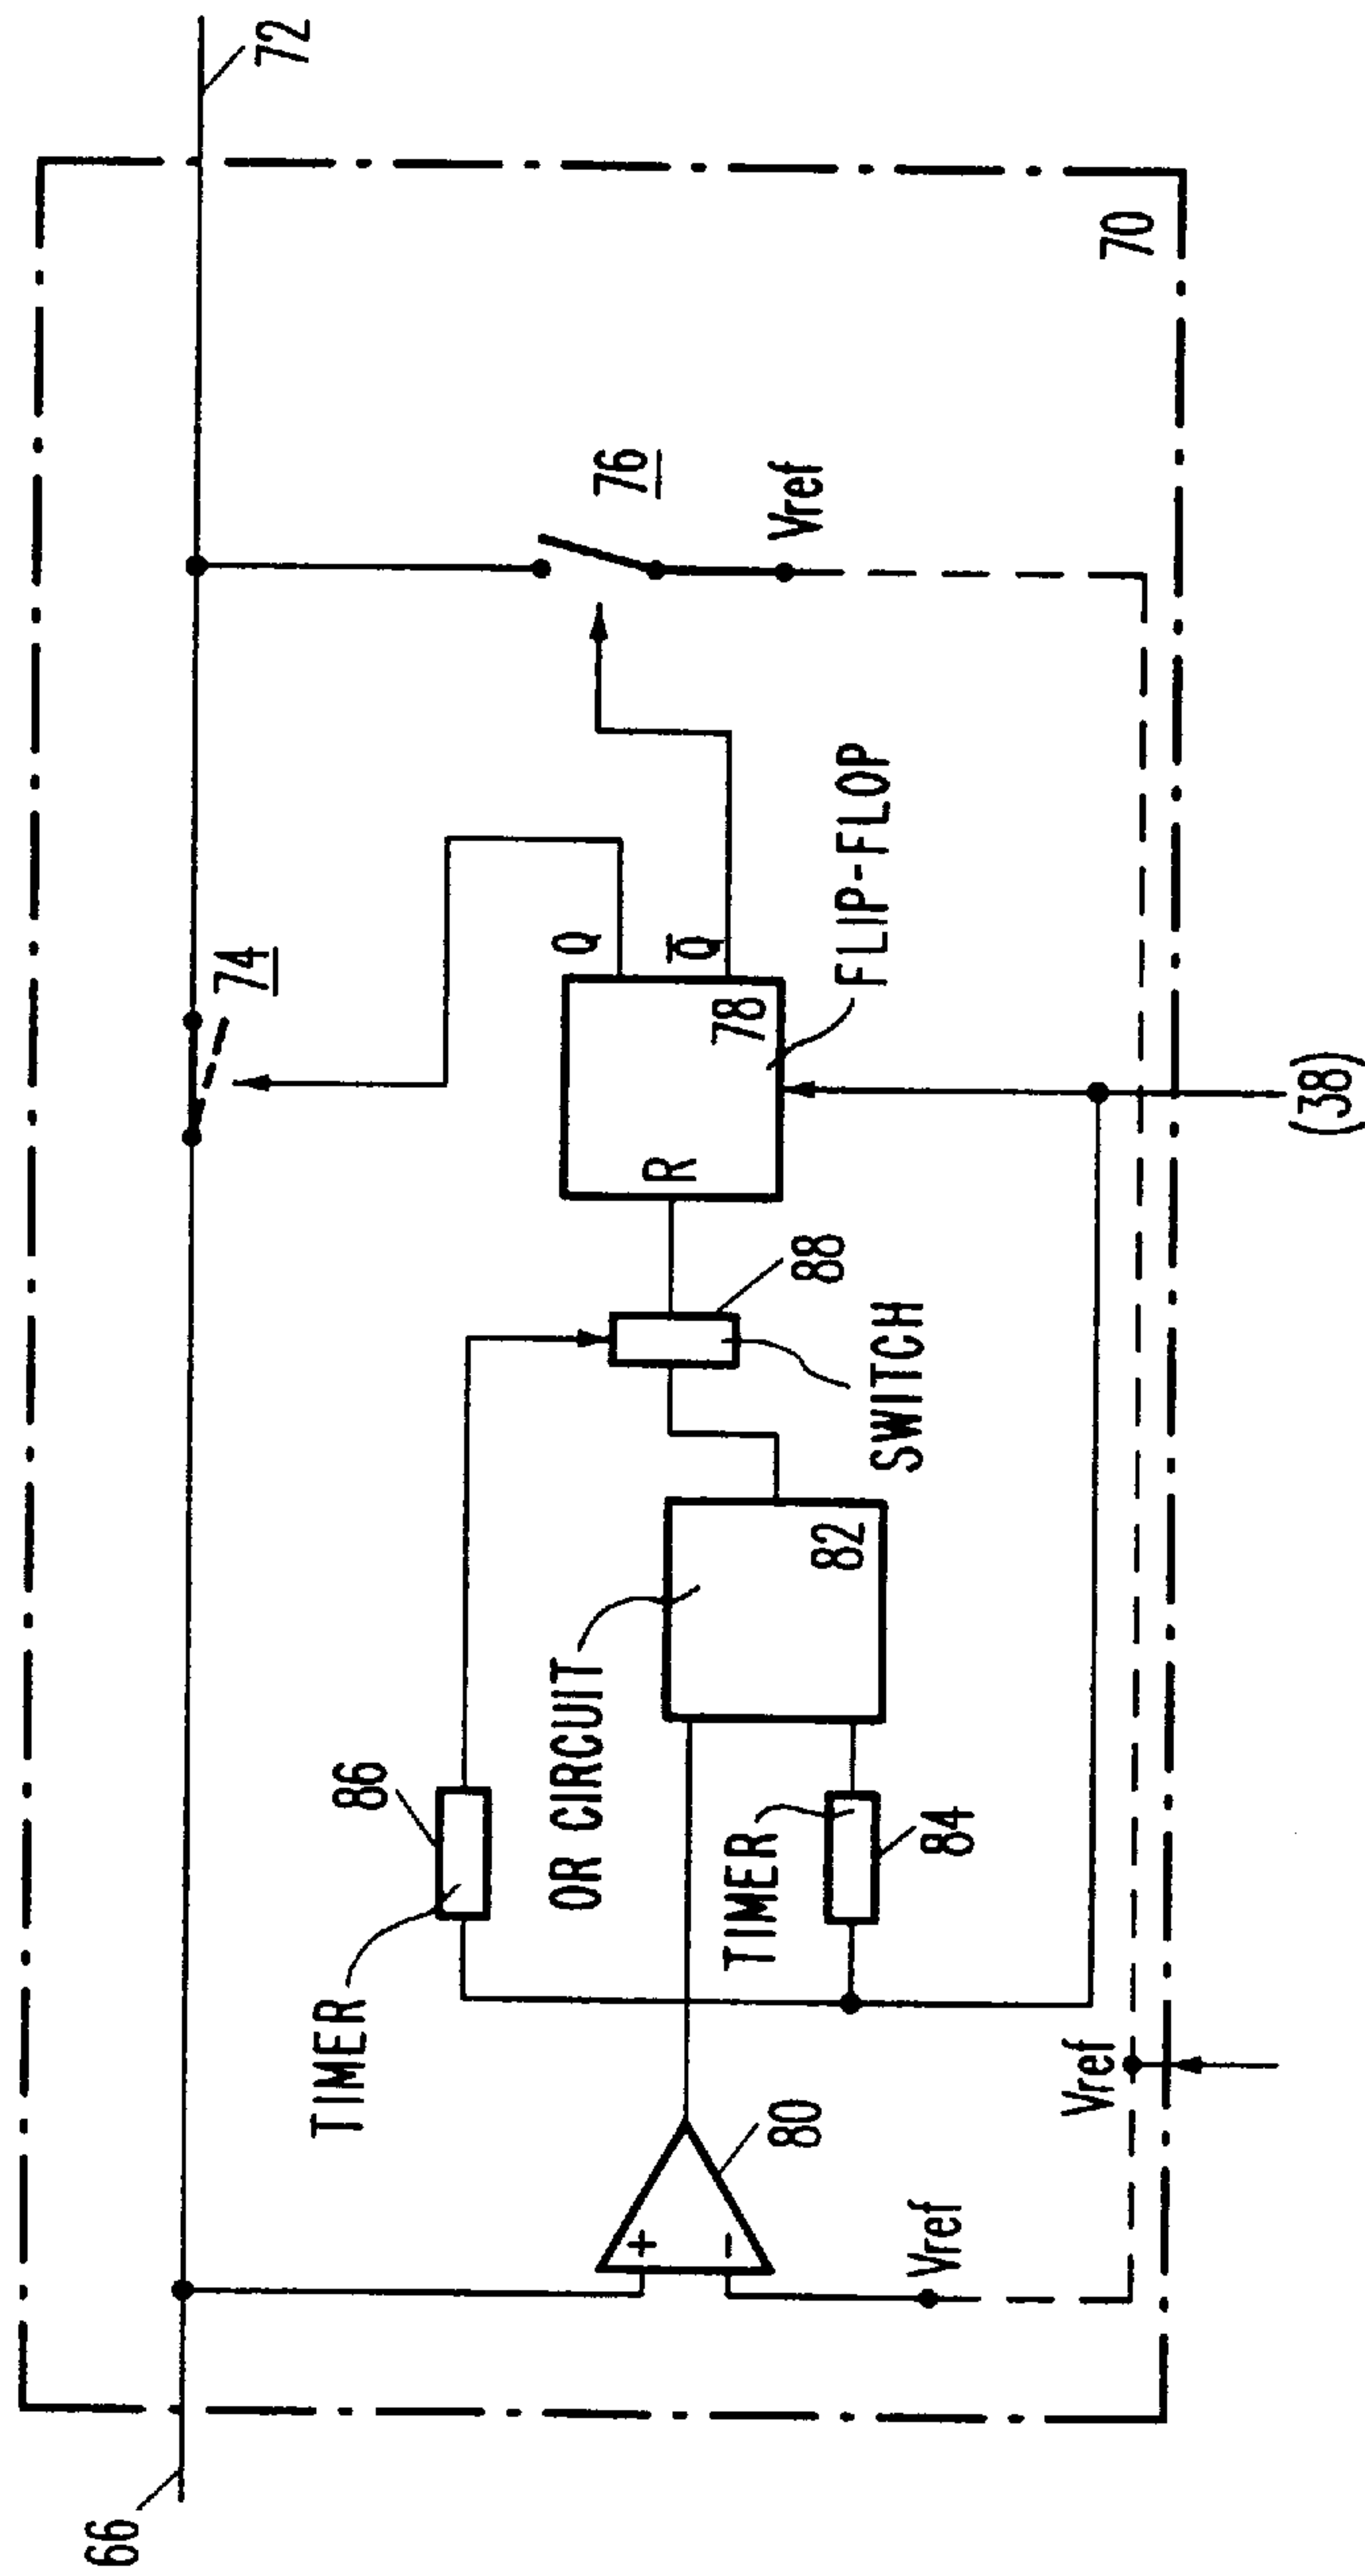 66
72
74
86
TIMER
Q
Q̅
76
Vref
OR CIRCUIT
R
78
+
-
80
TIMER
84
82
88
SWITCH
FLIP-FLOP
Vref
Vref
70
(38)